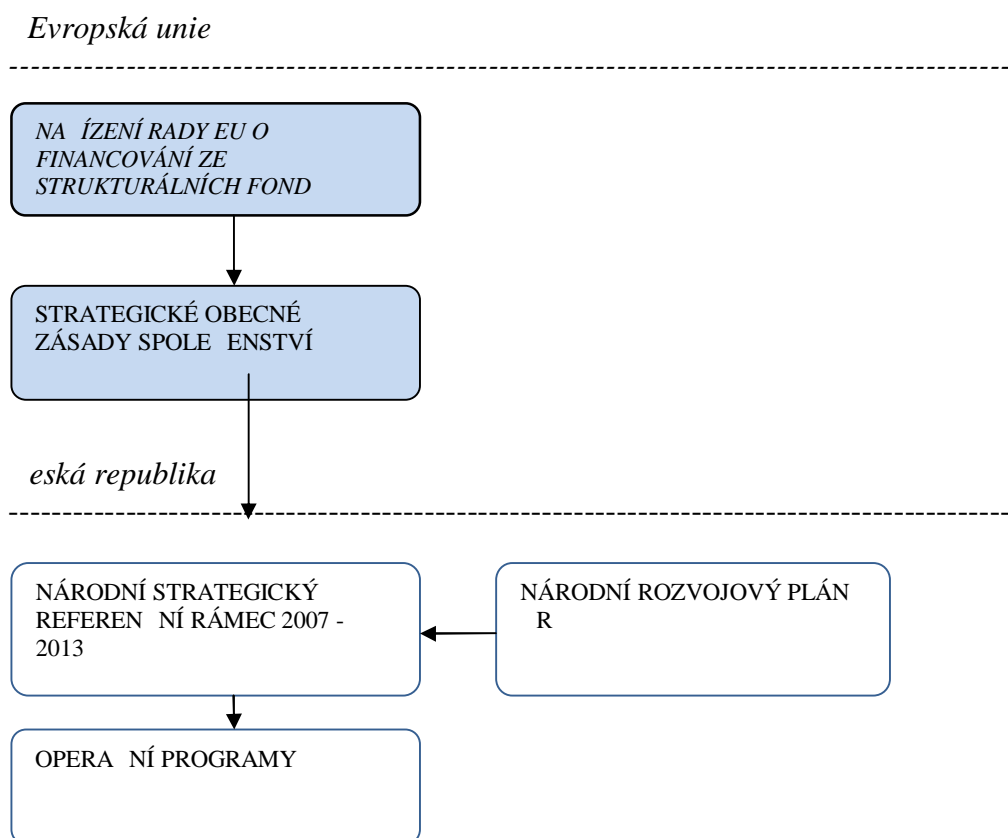 Evropská unie
NA ÍZENÍ RADY EU O
FINANCOVÁNÍ ZE
STRUKTURÁLNÍCH FOND
STRATEGICKÉ OBECNÉ
ZÁSADY SPOLE ENSTVÍ
eská republika
NÁRODNÍ STRATEGICKÝ
REFEREN NÍ RÁMEC 2007 -
2013
NÁRODNÍ ROZVOJOVÝ PLÁN
R
OPERA NÍ PROGRAMY